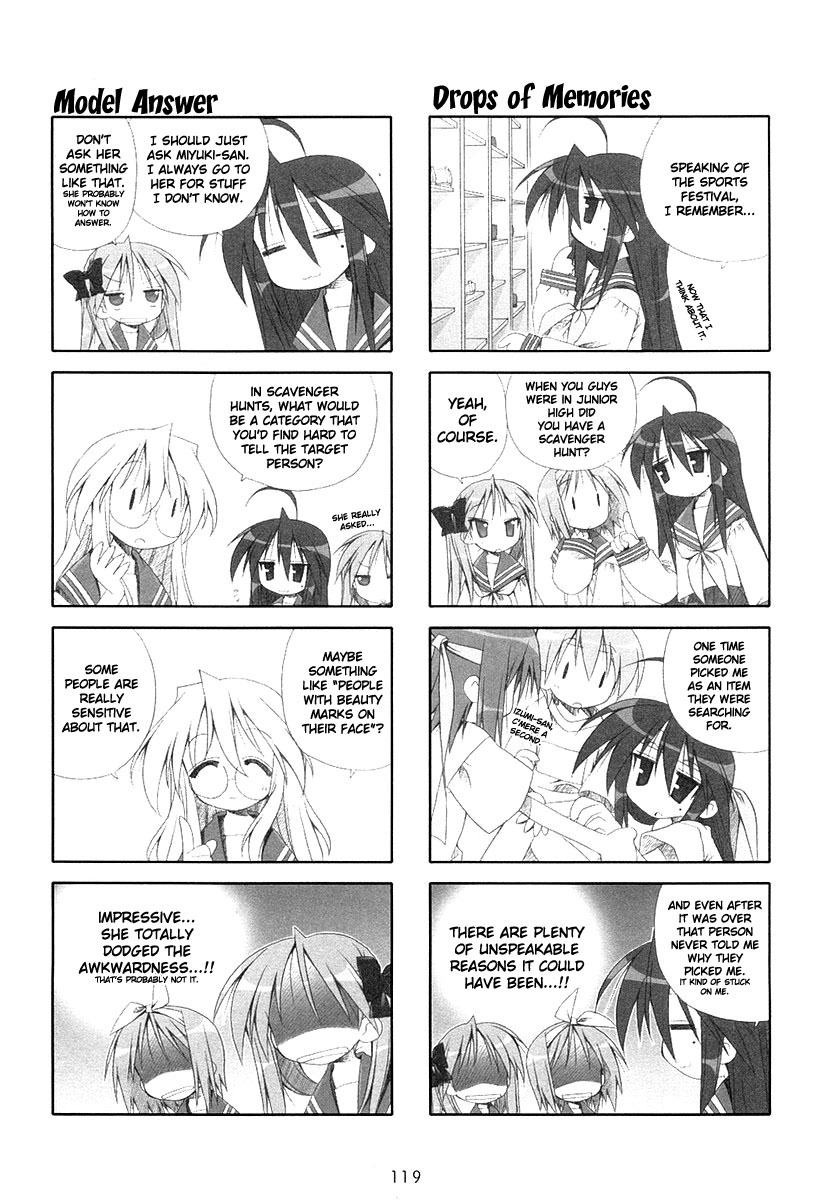 Drops of Memories
SPEAKING OF
THE SPORTS
FESTIVAL,
I REMEMBER...
NOW THAT I
THINK ABOUT IT.
WHEN YOU GUYS
WERE IN JUNIOR
HIGH DID
YOU HAVE A
SCAVENGER
HUNT?
YEAH,
OF
COURSE.
ONE TIME
SOMEONE
PICKED ME
AS AN ITEM
THEY WERE
SEARCHING
FOR.
IZUMI-SAN,
C'MERE A
SECOND...
AND EVEN AFTER
IT WAS OVER
THAT PERSON
NEVER TOLD ME
WHY THEY
PICKED ME.
IT KIND OF STUCK
ON ME.
THERE ARE PLENTY
OF UNSPEAKABLE
REASONS IT COULD
HAVE BEEN...!!
Model Answer
I SHOULD JUST
ASK MIYUKI-SAN.
I ALWAYS GO TO
HER FOR STUFF
I DON'T KNOW.
DON'T
ASK HER
SOMETHING
LIKE THAT.
SHE PROBABLY
WON'T KNOW
HOW TO
ANSWER.
IN SCAVENGER
HUNTS, WHAT WOULD
BE A CATEGORY THAT
YOU'D FIND HARD TO
TELL THE TARGET
PERSON?
SHE REALLY
ASKED...
MAYBE
SOMETHING
LIKE "PEOPLE
WITH BEAUTY
MARKS ON
THEIR FACE"?
SOME
PEOPLE ARE
REALLY
SENSITIVE
ABOUT THAT.
IMPRESSIVE...
SHE TOTALLY
DODGED THE
AWKWARDNESS...!!
THAT'S PROBABLY NOT IT.
119